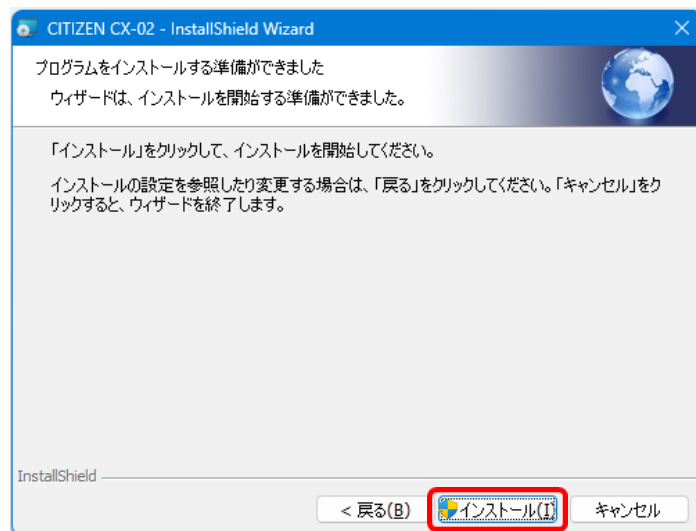 CITIZEN CX-02 - InstallShield Wizard
プログラムをインストールする準備ができました
ウィザードは、インストールを開始する準備ができました。
「インストール」をクリックして、インストールを開始してください。
インストールの設定を参照したり変更する場合は、「戻る」をクリックしてください。「キャンセル」をク
リックすると、ウィザードを終了します。
InstallShield
< 戻る(B) インストール(I) キャンセル